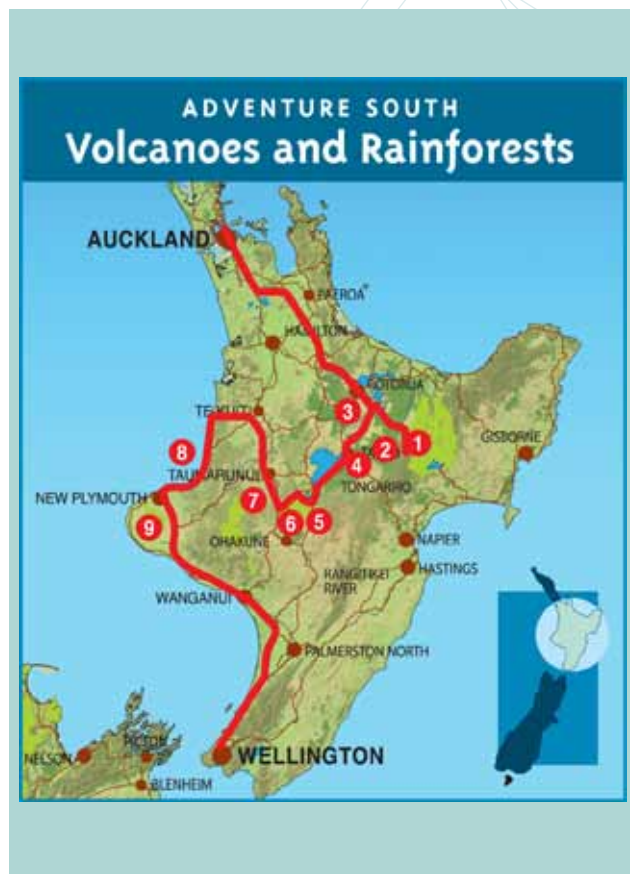 ADVENTURE SOUTH
Volcanoes and Rainforests
AUCKLAND
PAEROA
HAMILTON
ROTORUA
3
TE KUITI
1
2
GISBORNE
8
4
TAUMARUNUI
TONGARIRO
NEW PLYMOUTH
7
9
6
5
OHAKUNE
NAPIER
HASTINGS
RANGITIKEI
RIVER
WANGANUI
PALMERSTON NORTH
NELSON
PICTON
WELLINGTON
BLENHEIM